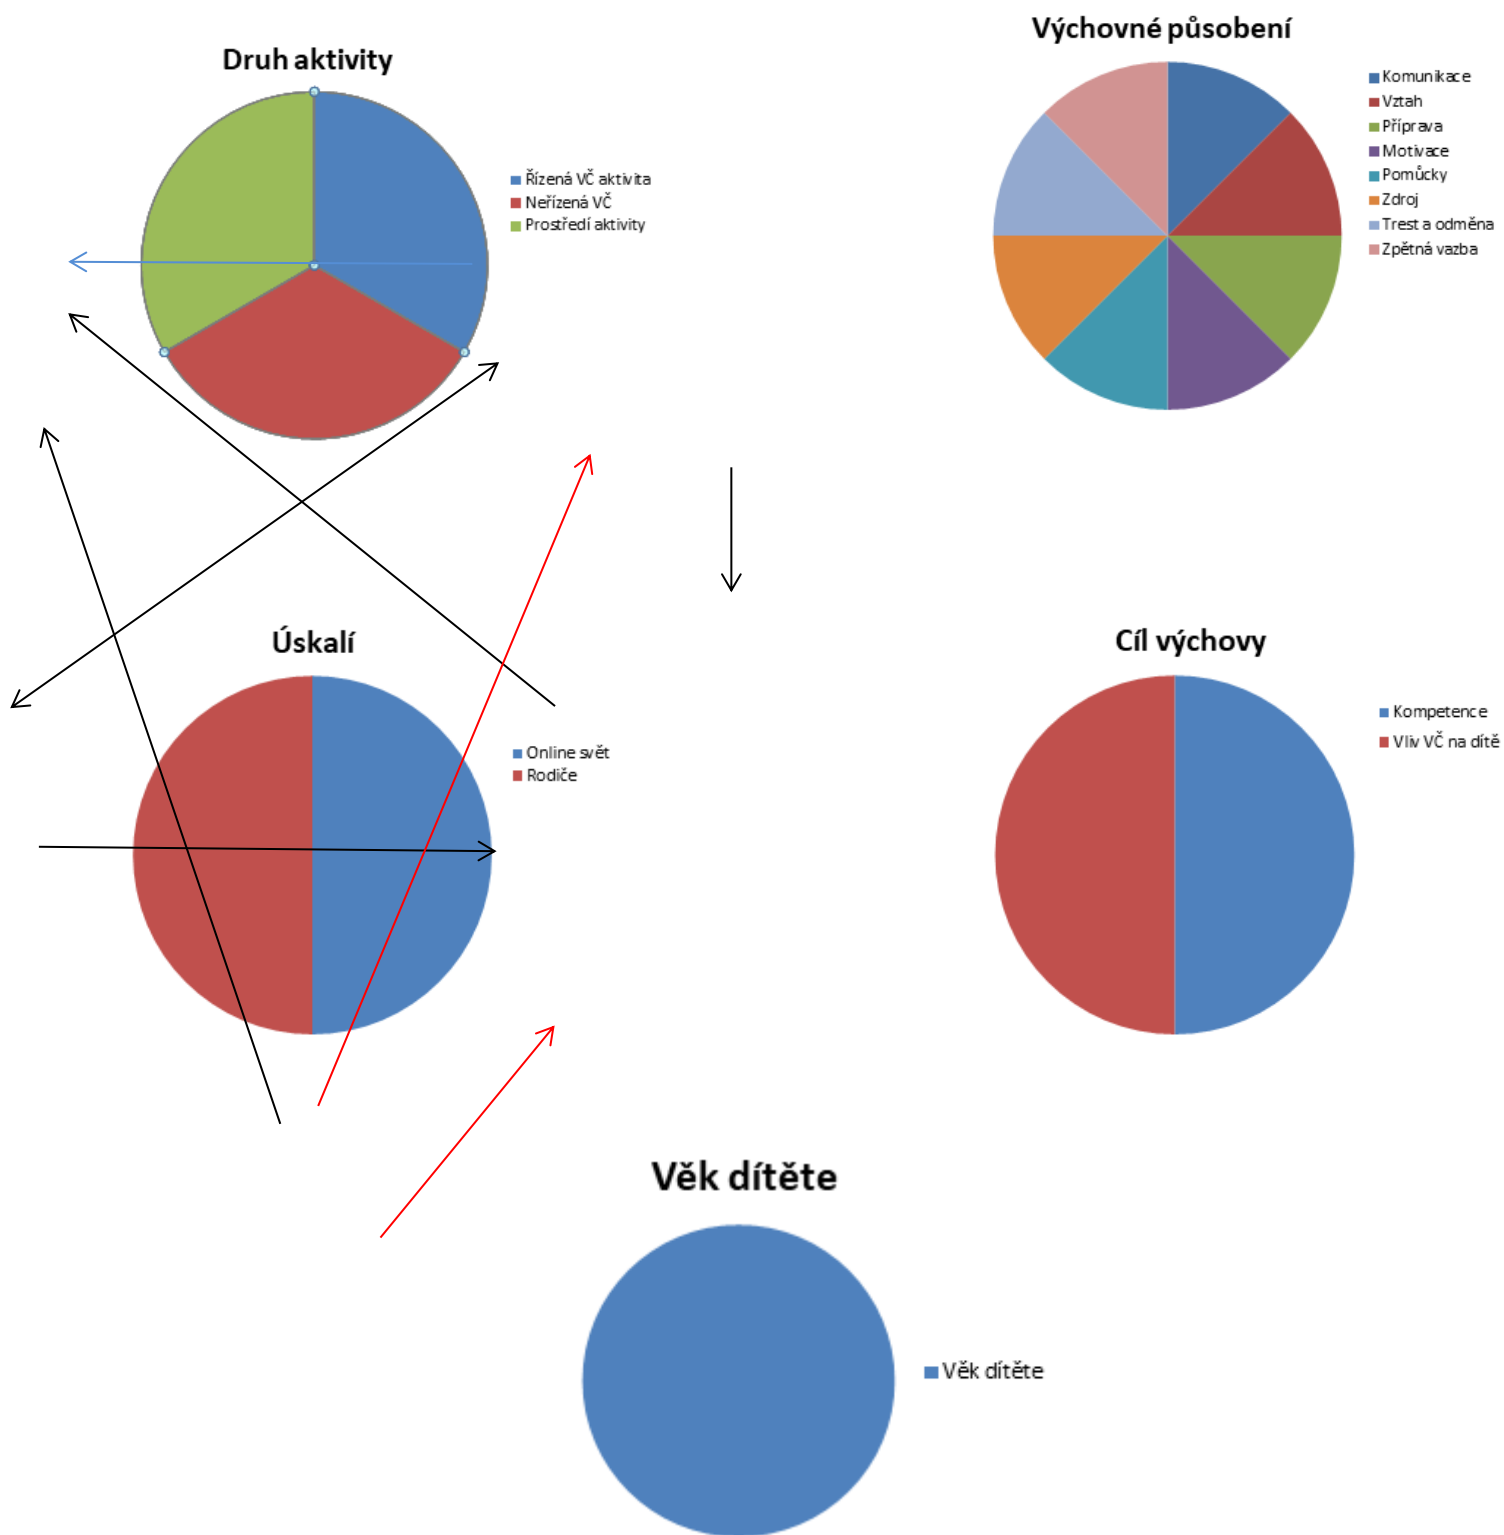 Druh aktivity
Řízená VČ aktivita
Neřízená VČ
Prostředí aktivity
Výchovné působení
Komunikace
Vztah
Příprava
Motivace
Pomůcky
Zdroj
Trest a odměna
Zpětná vazba
Úskalí
Online svět
Rodiče
Cíl výchovy
Kompetence
Vliv VČ na dítě
Věk dítěte
Věk dítěte